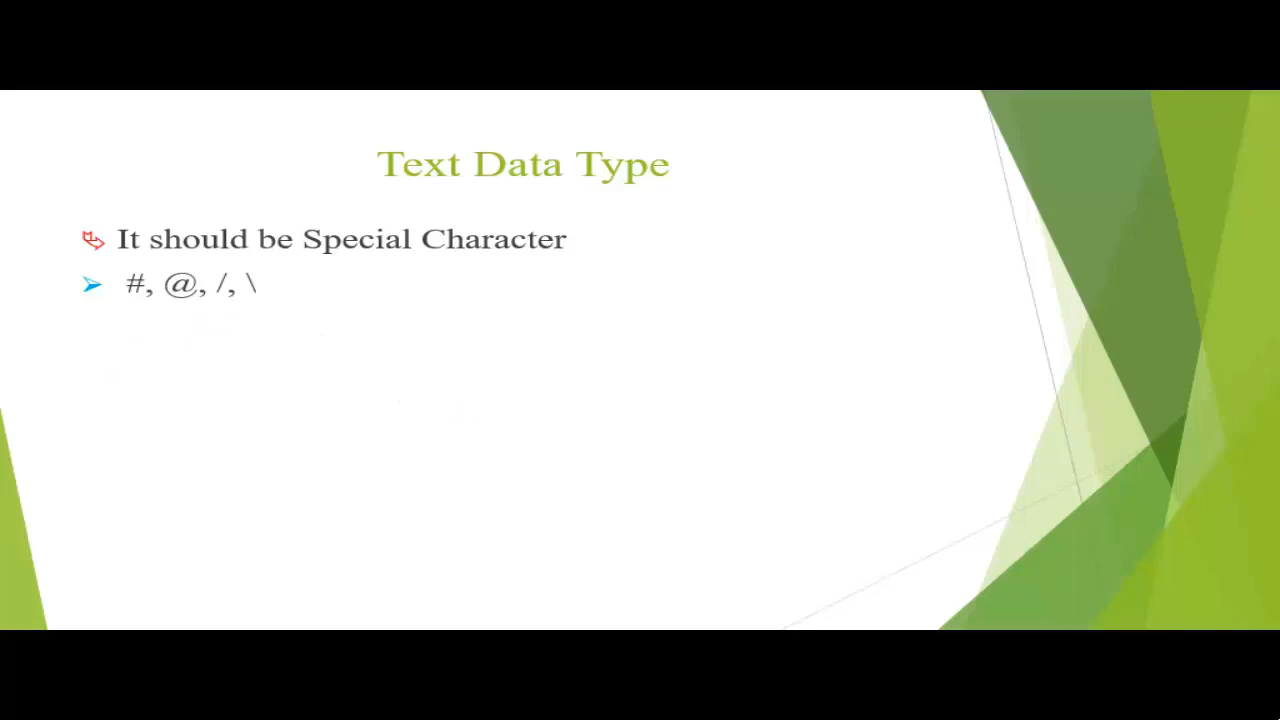 Text Data Type
It should be Special Character
#, @, /, \